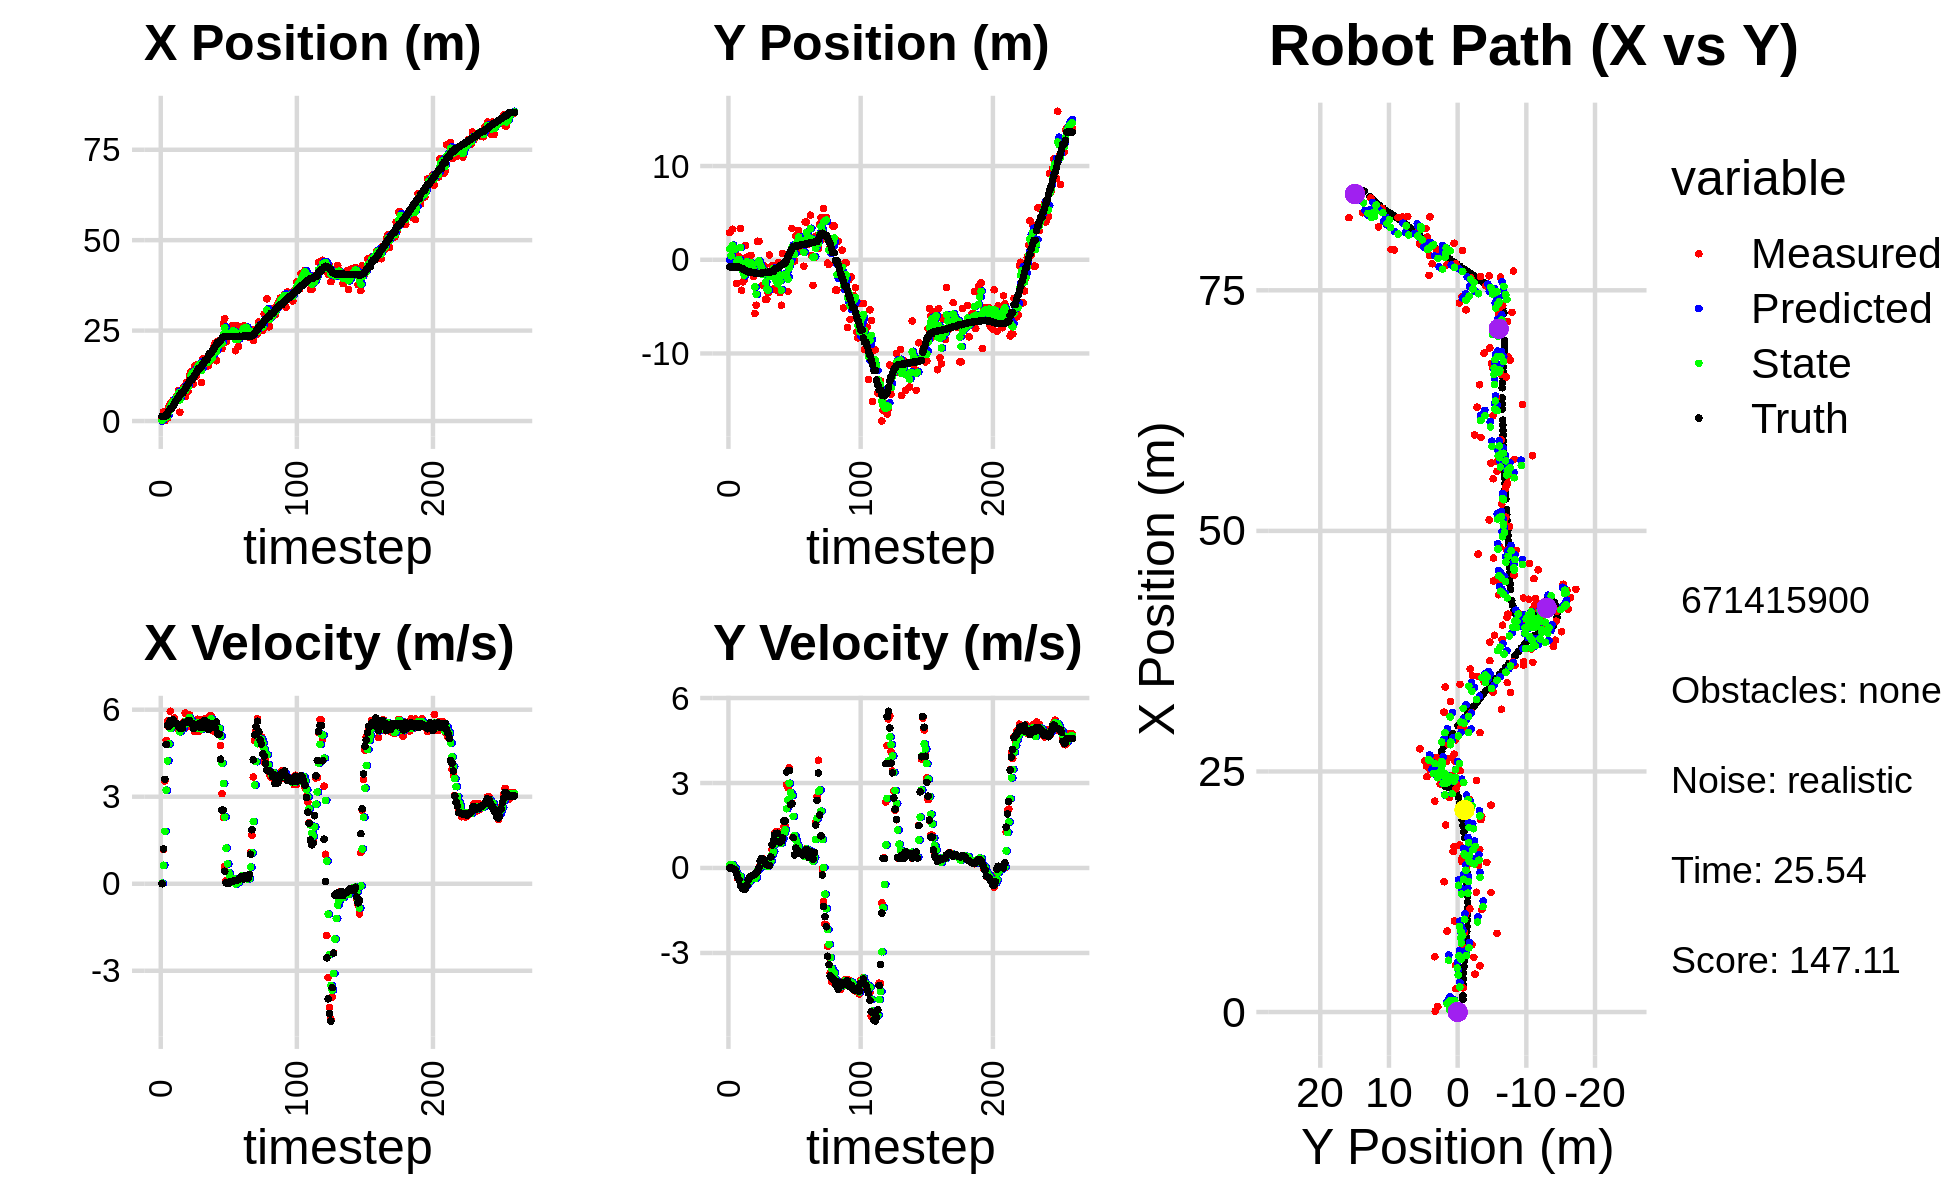 X Position (m)
75
50
25
0
0
100
200
timestep
Y Position (m)
10
0
-10
0
100
200
timestep
X Velocity (m/s)
6
3
0
-3
0
100
200
timestep
Y Velocity (m/s)
6
3
0
-3
0
100
200
timestep
Robot Path (X vs Y)
X Position (m)
75
50
25
0
20 10 0 -10 -20
Y Position (m)
variable
Measured
Predicted
State
Truth
671415900
Obstacles: none
Noise: realistic
Time: 25.54
Score: 147.11